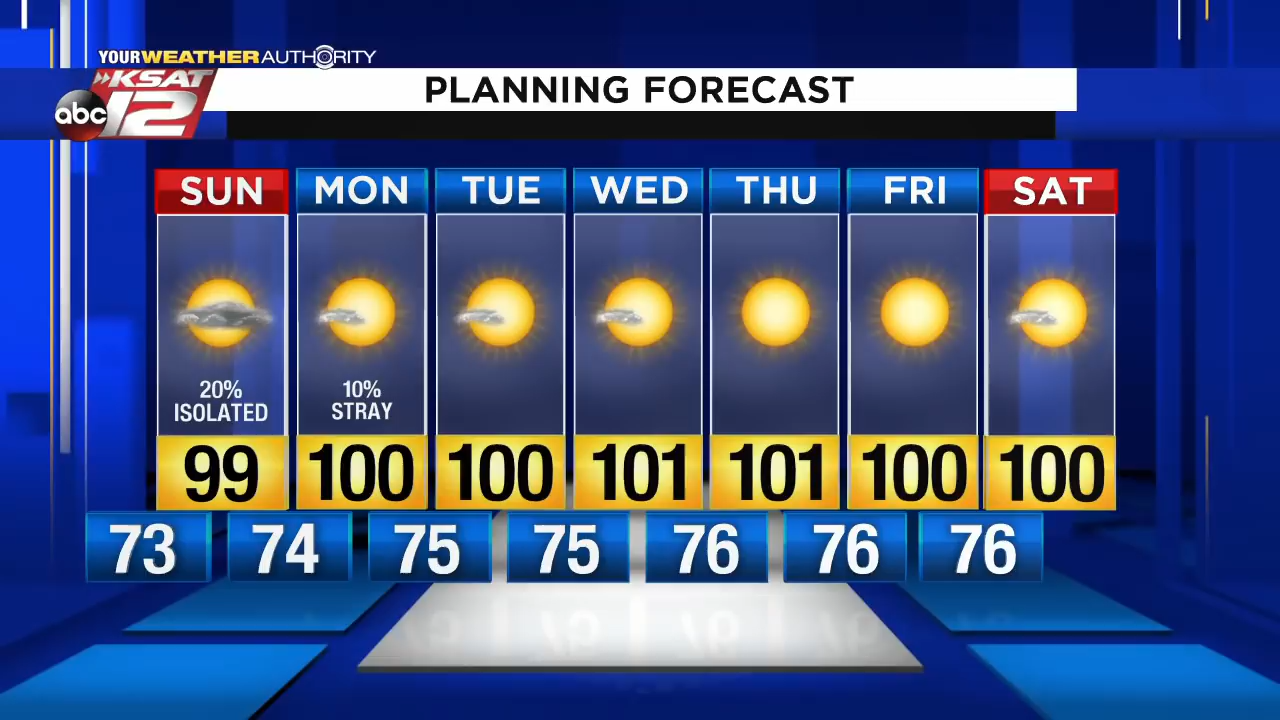 YOURWEATHERAUTHORITY
KSAT
abc 12
PLANNING FORECAST
SUN MON TUE WED THU FRI SAT
20% 10%
ISOLATED STRAY
99 100 100 101 101 100 100
73 74 75 75 76 76 76